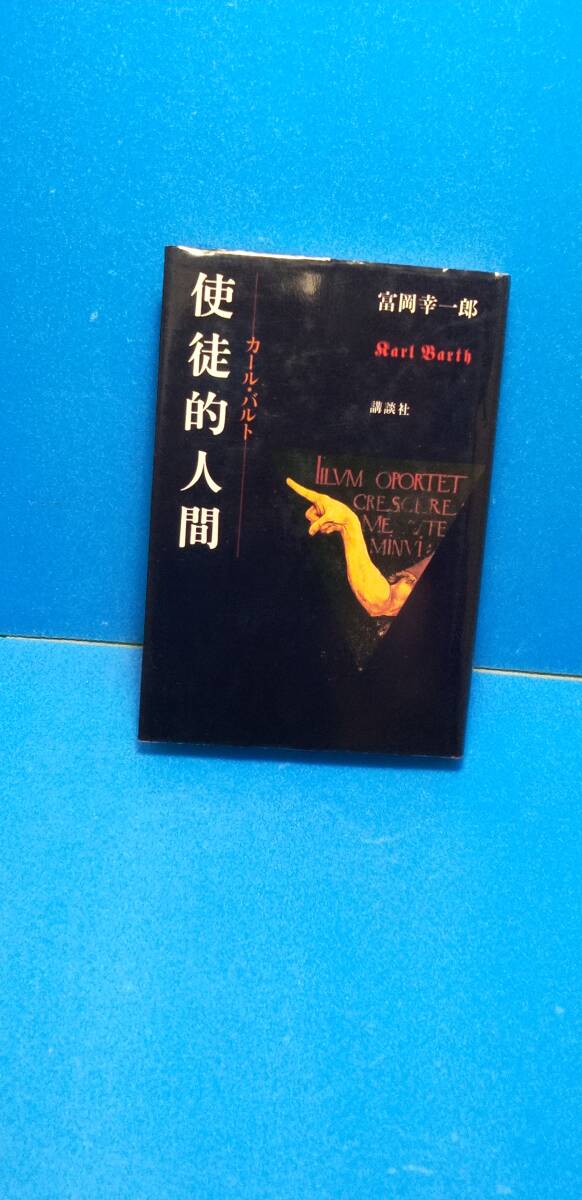 使徒的人間
カール・バルト
富岡幸一郎
Karl Barth
講談社
ILLVM OPORTET
CRESCERE
ME
MINVI